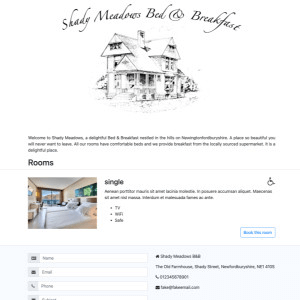 Shady Meadows Bed & Breakfast
Welcome to Shady Meadows, a delightful Bed & Breakfast nestled in the hills on Newingtonfordburyshire. A place so beautiful you
will never want to leave. All our rooms have comfortable beds and we provide breakfast from the locally sourced supermarket. It is a
delightful place.
Rooms
single
Aenean porttitor mauris sit amet lacinia molestie. In posuere accumsan aliquet. Maecenas
sit amet nisl massa. Interdum et malesuada fames ac ante.
TV
WiFi
Safe
Book this room
Name
Email
Phone
Shady Meadows B&B
The Old Farmhouse, Shady Street, Newfordburyshire, NE1 410S
012345678901
fake@fakeemail.com